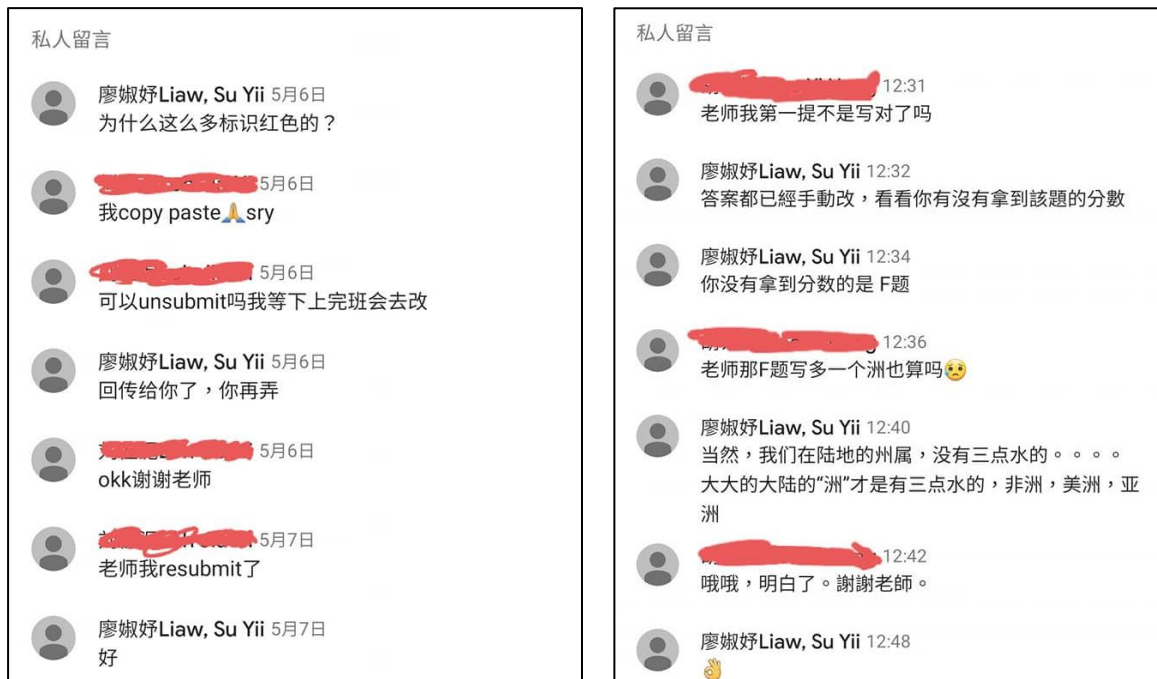 私人留言
廖婌妤Liaw, Su Yii 5月6日
为什么这么多标识红色的？
5月6日
我copy paste🙏sry
5月6日
可以unsubmit吗我等下上完班会去改
廖婌妤Liaw, Su Yii 5月6日
回传给你了，你再弄
5月6日
okk谢谢老师
5月7日
老师我resubmit了
廖婌妤Liaw, Su Yii 5月7日
好
私人留言
12:31
老师我第一提不是写对了吗
廖婌妤Liaw, Su Yii 12:32
答案都已經手動改，看看你有沒有拿到該題的分數
廖婌妤Liaw, Su Yii 12:34
你没有拿到分数的是 F题
12:36
老师那F题写多一个洲也算吗😥
廖婌妤Liaw, Su Yii 12:40
当然，我们在陆地的州属，没有三点水的。。。。
大大的大陆的“洲”才是有三点水的，非洲，美洲，亚
洲
12:42
哦哦，明白了。謝謝老師。
廖婌妤Liaw, Su Yii 12:48
👌